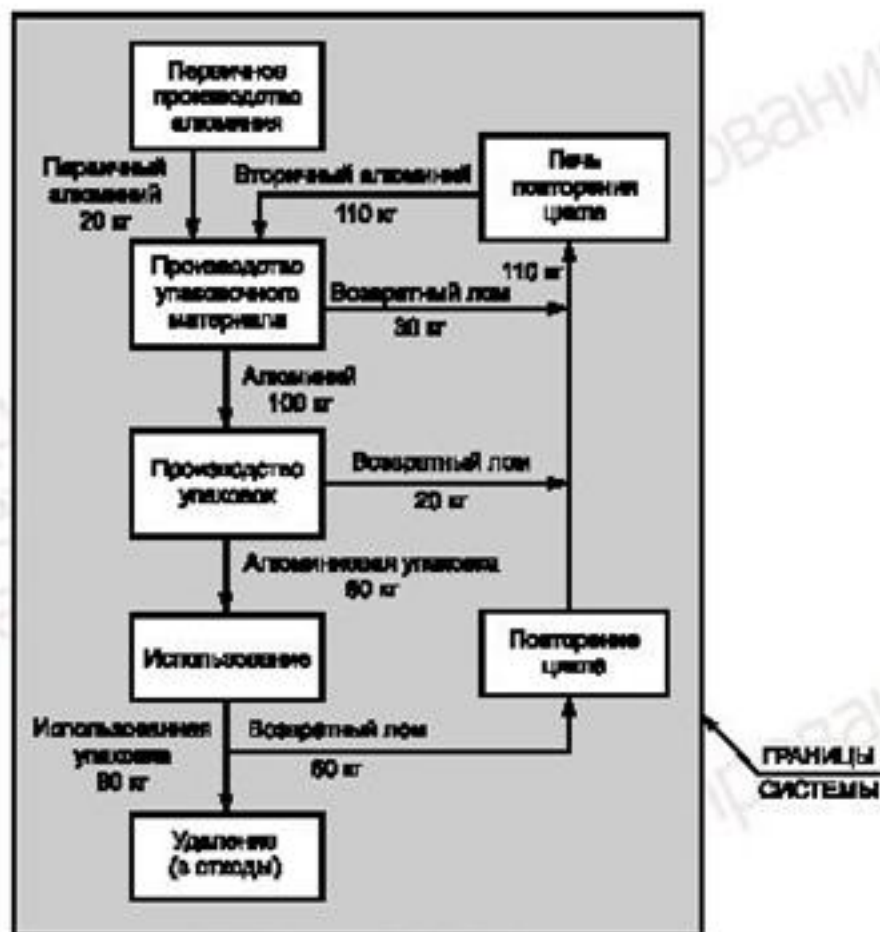 Первичное
производство
алюминия
Первичный
алюминий
20 кг
Вторичный алюминий
110 кг
Печь
повторения
цикла
Производство
упаковочного
материала
Возвратный лом
30 кг
110 кг
Алюминий
100 кг
Производство
упаковок
Возвратный лом
20 кг
Алюминиевая упаковка
80 кг
Использование
Повторение
цикла
Использованная
упаковка
80 кг
Возвратный лом
60 кг
Удаление
(в отходы)
ГРАНИЦЫ
СИСТЕМЫ